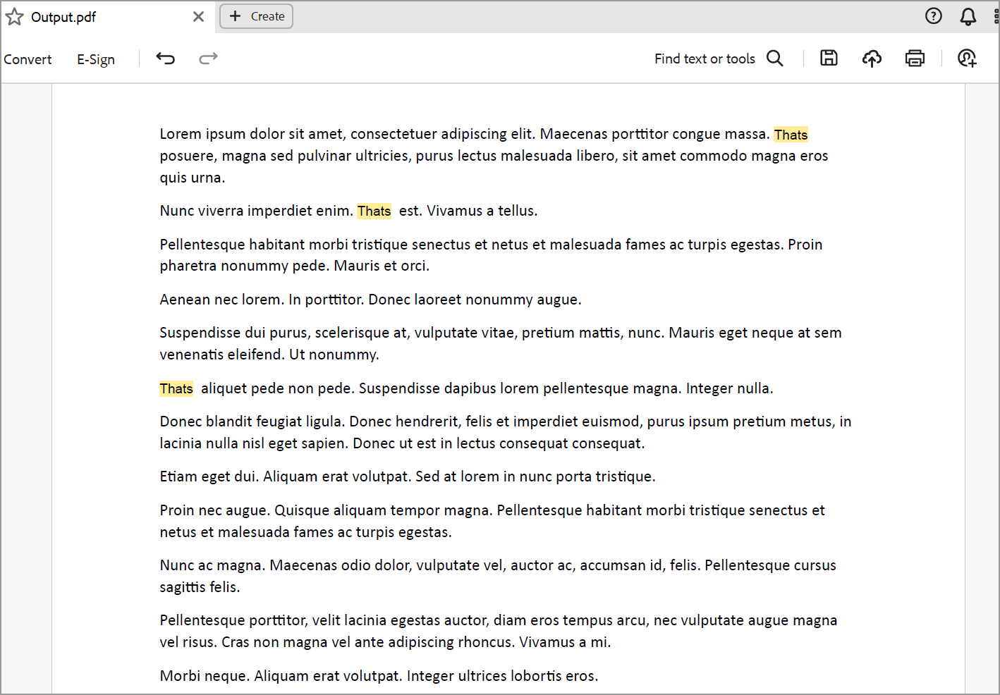 Output.pdf
Create
Convert
E-Sign
Find text or tools
Lorem ipsum dolor sit amet, consectetuer adipiscing elit. Maecenas porttitor congue massa. Thats
posuere, magna sed pulvinar ultricies, purus lectus malesuada libero, sit amet commodo magna eros
quis urna.
Nunc viverra imperdiet enim. Thats est. Vivamus a tellus.
Pellentesque habitant morbi tristique senectus et netus et malesuada fames ac turpis egestas. Proin
pharetra nonummy pede. Mauris et orci.
Aenean nec lorem. In porttitor. Donec laoreet nonummy augue.
Suspendisse dui purus, scelerisque at, vulputate vitae, pretium mattis, nunc. Mauris eget neque at sem
venenatis eleifend. Ut nonummy.
Thats aliquet pede non pede. Suspendisse dapibus lorem pellentesque magna. Integer nulla.
Donec blandit feugiat ligula. Donec hendrerit, felis et imperdiet euismod, purus ipsum pretium metus, in
lacinia nulla nisl eget sapien. Donec ut est in lectus consequat consequat.
Etiam eget dui. Aliquam erat volutpat. Sed at lorem in nunc porta tristique.
Proin nec augue. Quisque aliquam tempor magna. Pellentesque habitant morbi tristique senectus et
netus et malesuada fames ac turpis egestas.
Nunc ac magna. Maecenas odio dolor, vulputate vel, auctor ac, accumsan id, felis. Pellentesque cursus
sagittis felis.
Pellentesque porttitor, velit lacinia egestas auctor, diam eros tempus arcu, nec vulputate augue magna
vel risus. Cras non magna vel ante adipiscing rhoncus. Vivamus a mi.
Morbi neque. Aliquam erat volutpat. Integer ultrices lobortis eros.